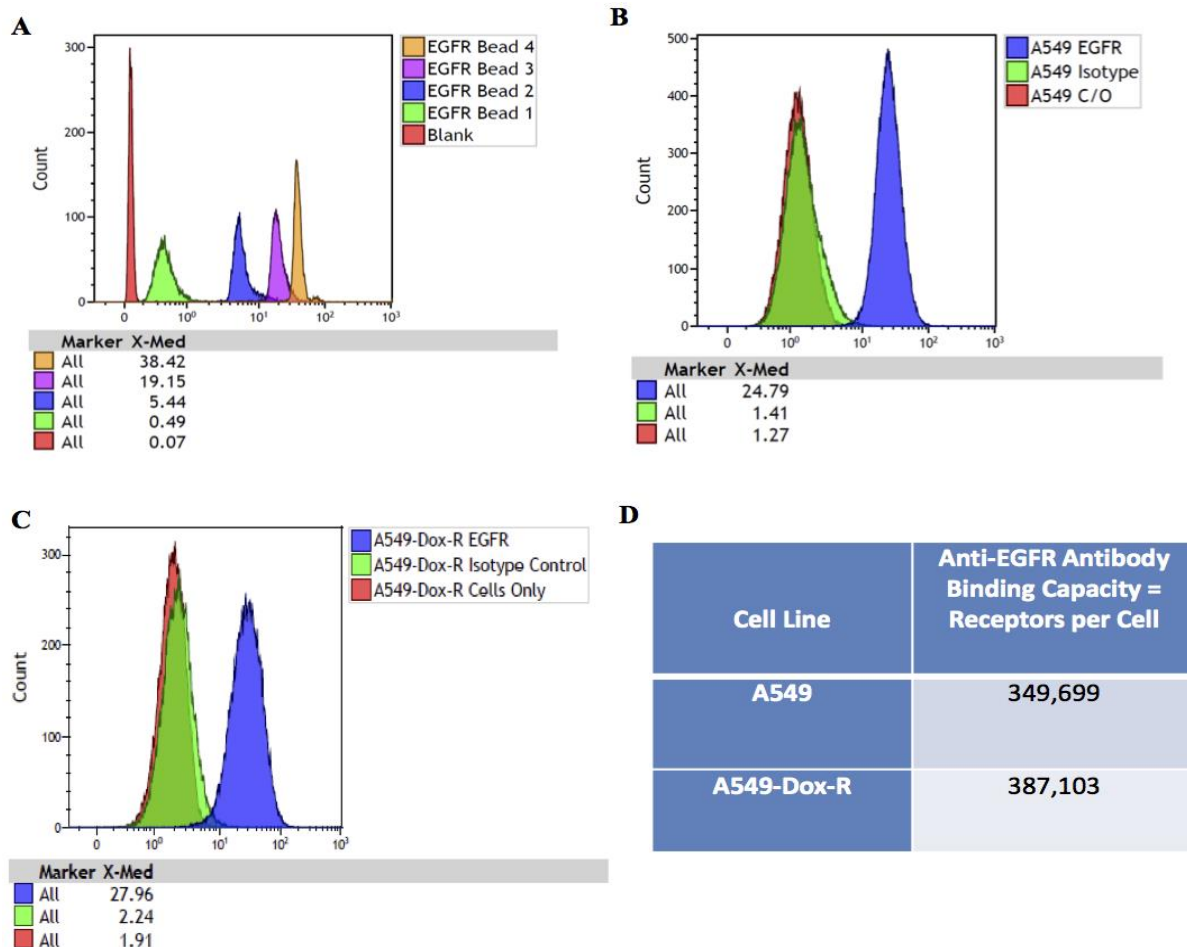 A
300
200
100
0
Count
0 10⁰ 10¹ 10² 10³
EGFR Bead 4
EGFR Bead 3
EGFR Bead 2
EGFR Bead 1
Blank
Marker X-Med
All 38.42
All 19.15
All 5.44
All 0.49
All 0.07
B
500
400
300
200
100
0
Count
0 10⁰ 10¹ 10² 10³
A549 EGFR
A549 Isotype
A549 C/O
Marker X-Med
All 24.79
All 1.41
All 1.27
C
300
200
100
0
Count
0 10⁰ 10¹ 10² 10³
A549-Dox-R EGFR
A549-Dox-R Isotype Control
A549-Dox-R Cells Only
Marker X-Med
All 27.96
All 2.24
All 1.91
D
Cell Line
Anti-EGFR Antibody
Binding Capacity =
Receptors per Cell
A549 349,699
A549-Dox-R 387,103